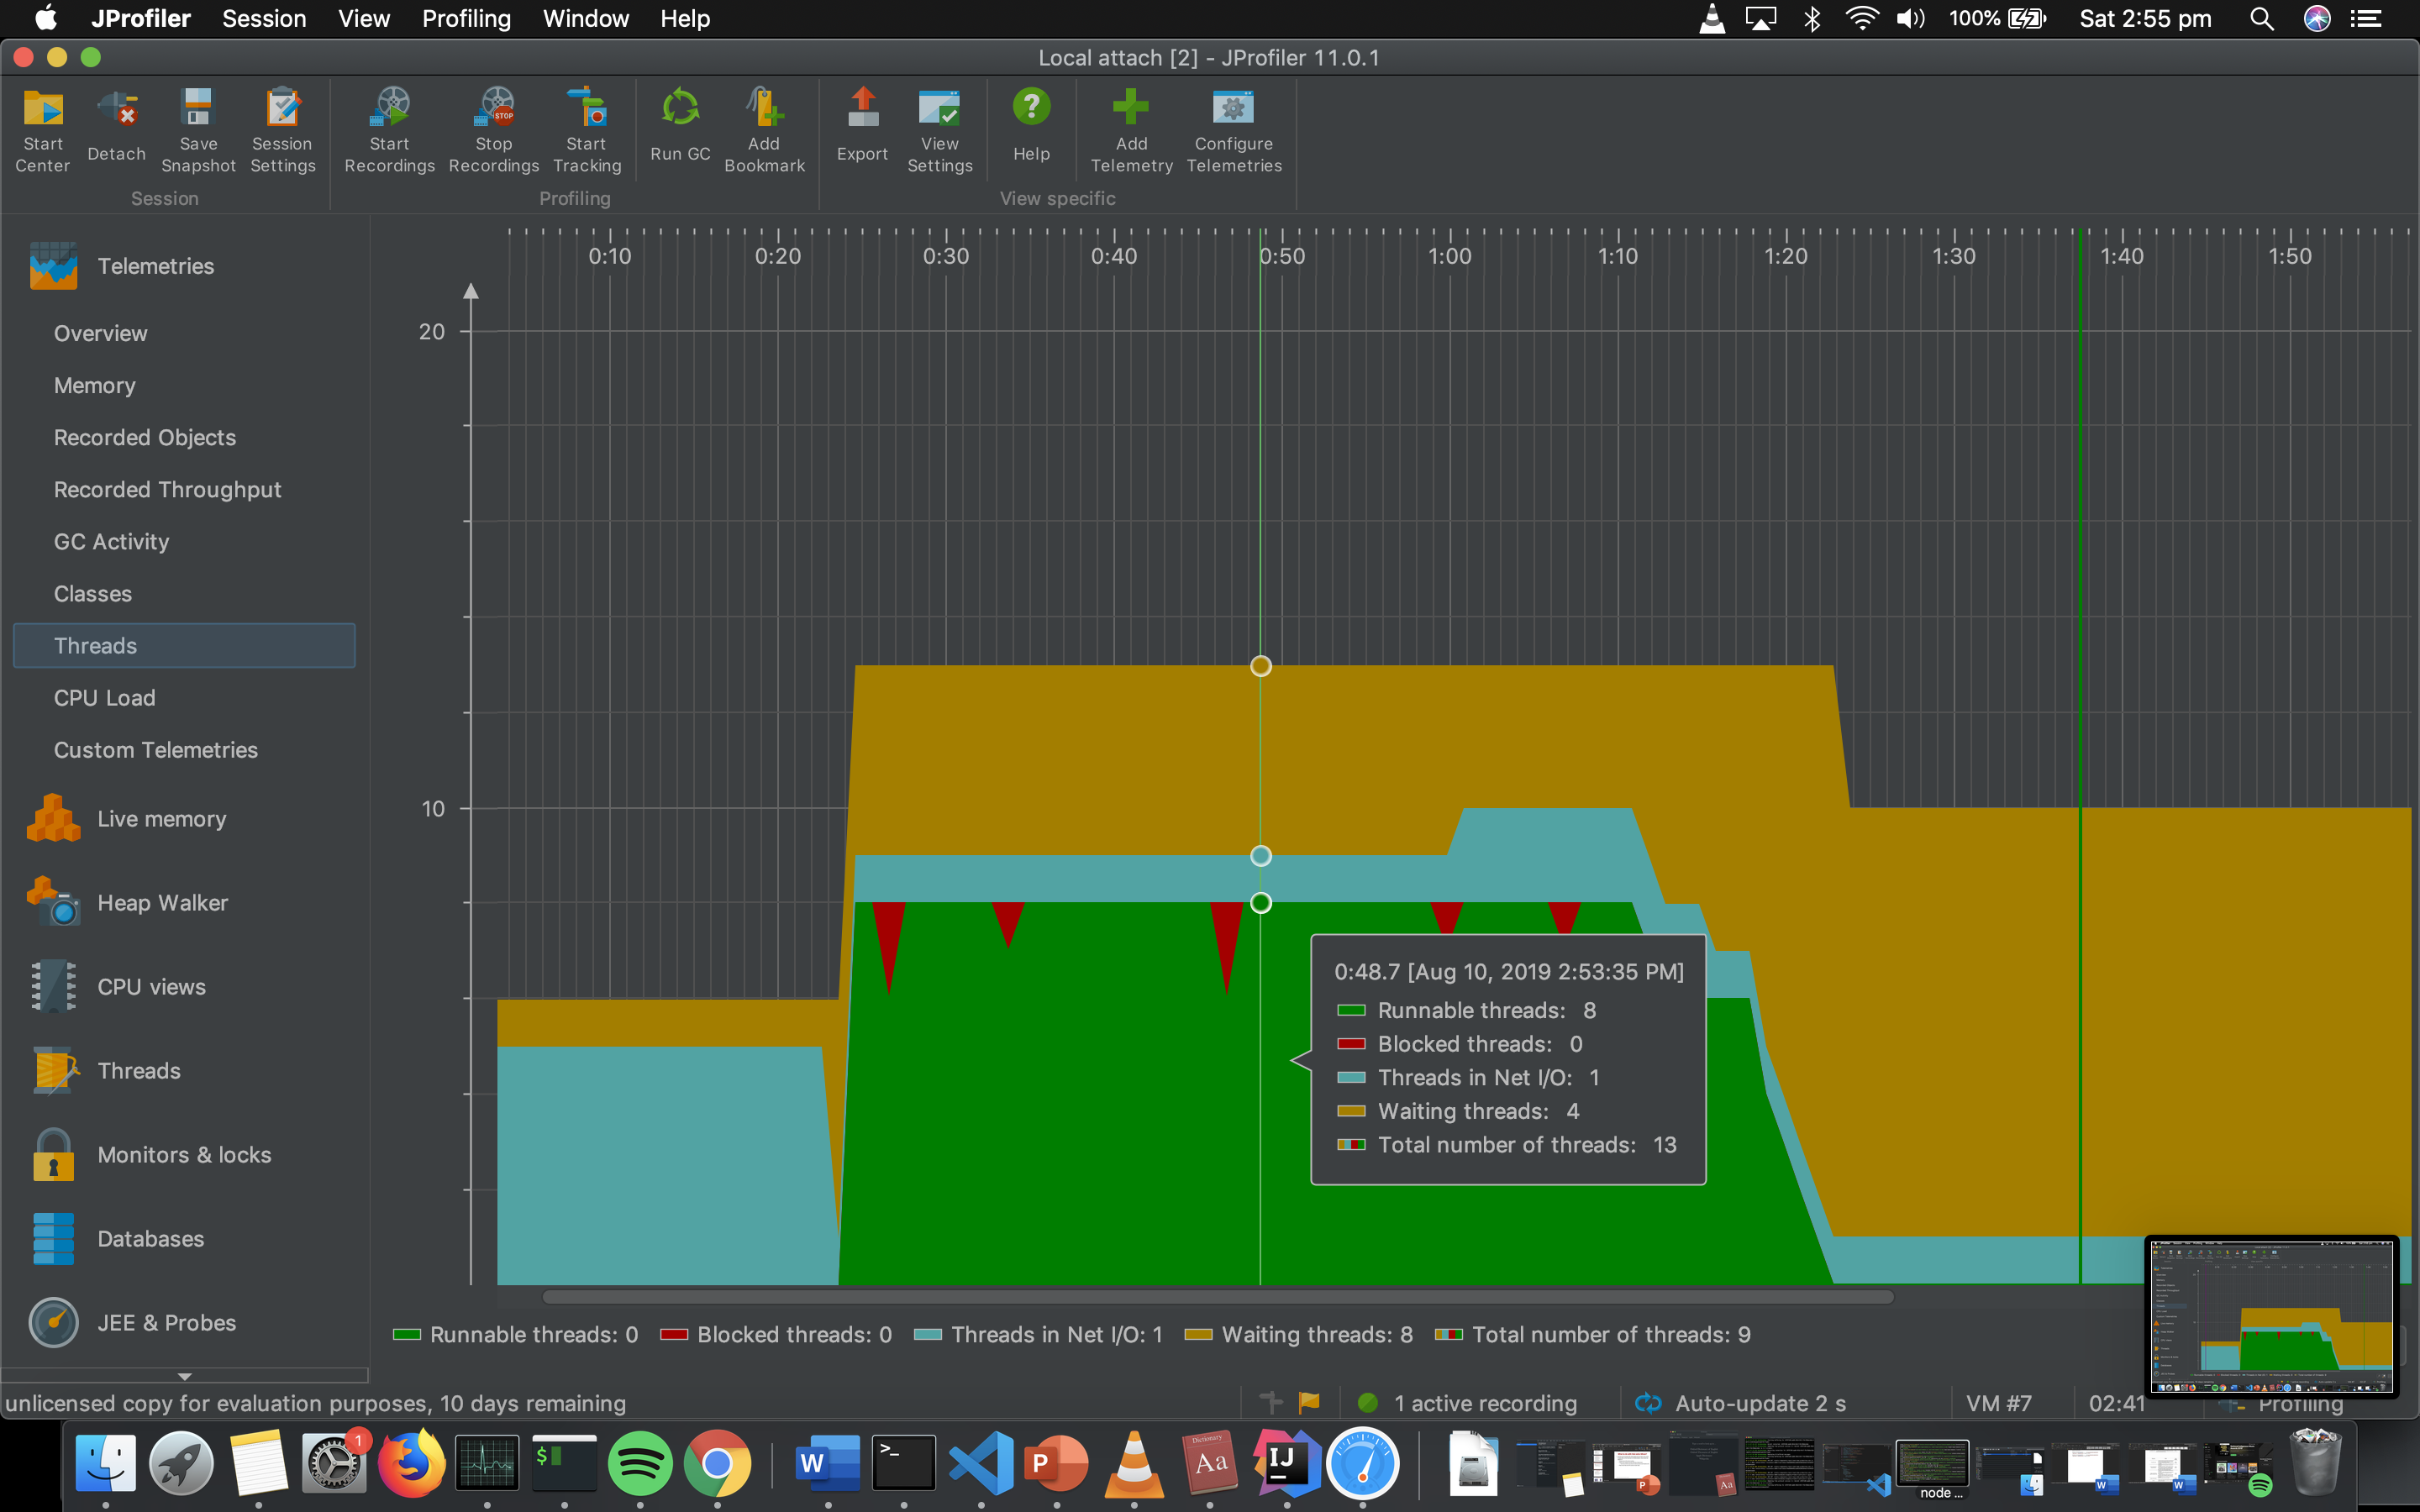 JProfiler Session View Profiling Window Help 100% Sat 2:55 pm
Local attach [2] - JProfiler 11.0.1
Start Center Detach Save Snapshot Session Settings Start Recordings Stop Recordings Start Tracking Run GC Add Bookmark Export View Settings Help Add Telemetry Configure Telemetries
Session Profiling View specific
Telemetries
Overview
Memory
Recorded Objects
Recorded Throughput
GC Activity
Classes
Threads
CPU Load
Custom Telemetries
Live memory
Heap Walker
CPU views
Threads
Monitors & locks
Databases
JEE & Probes
0:10 0:20 0:30 0:40 0:50 1:00 1:10 1:20 1:30 1:40 1:50
20
10
0:48.7 [Aug 10, 2019 2:53:35 PM]
Runnable threads: 8
Blocked threads: 0
Threads in Net I/O: 1
Waiting threads: 4
Total number of threads: 13
Runnable threads: 0 Blocked threads: 0 Threads in Net I/O: 1 Waiting threads: 8 Total number of threads: 9
unlicensed copy for evaluation purposes, 10 days remaining 1 active recording Auto-update 2 s VM #7 02:41 Profiling
1
STOP
$
W
>_
P
Dictionary
Aa
IJ
node ...